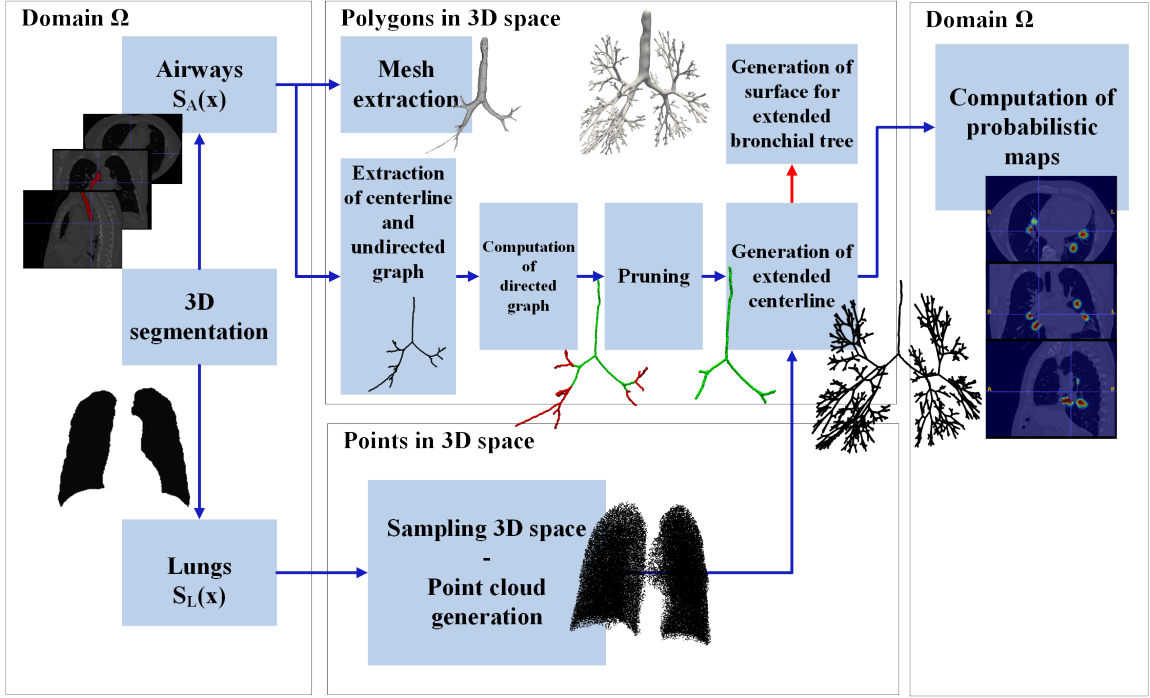 Domain Ω
Airways
S_A(x)
3D
segmentation
Lungs
S_L(x)
Polygons in 3D space
Mesh
extraction
Extraction
of centerline
and
undirected
graph
Computation
of
directed
graph
Pruning
Generation of
extended
centerline
Generation of
surface for
extended
bronchial tree
Points in 3D space
Sampling 3D space
-
Point cloud
generation
Domain Ω
Computation of
probabilistic
maps
R
L
R
L
A
P